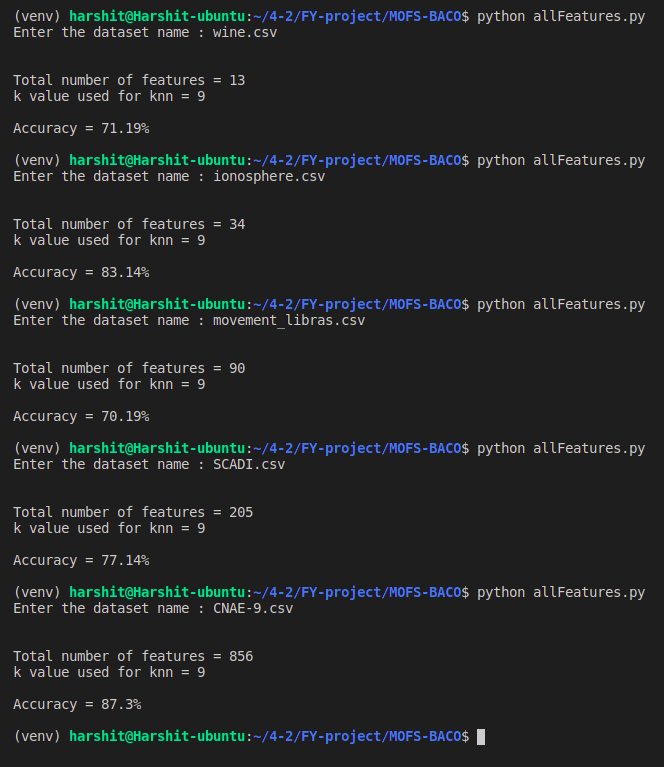 (venv) harshit@Harshit-ubuntu:~/4-2/FY-project/MOFS-BACO$ python allFeatures.py
Enter the dataset name : wine.csv
Total number of features = 13
k value used for knn = 9
Accuracy = 71.19%
(venv) harshit@Harshit-ubuntu:~/4-2/FY-project/MOFS-BACO$ python allFeatures.py
Enter the dataset name : ionosphere.csv
Total number of features = 34
k value used for knn = 9
Accuracy = 83.14%
(venv) harshit@Harshit-ubuntu:~/4-2/FY-project/MOFS-BACO$ python allFeatures.py
Enter the dataset name : movement_libras.csv
Total number of features = 90
k value used for knn = 9
Accuracy = 70.19%
(venv) harshit@Harshit-ubuntu:~/4-2/FY-project/MOFS-BACO$ python allFeatures.py
Enter the dataset name : SCADI.csv
Total number of features = 205
k value used for knn = 9
Accuracy = 77.14%
(venv) harshit@Harshit-ubuntu:~/4-2/FY-project/MOFS-BACO$ python allFeatures.py
Enter the dataset name : CNAE-9.csv
Total number of features = 856
k value used for knn = 9
Accuracy = 87.3%
(venv) harshit@Harshit-ubuntu:~/4-2/FY-project/MOFS-BACO$